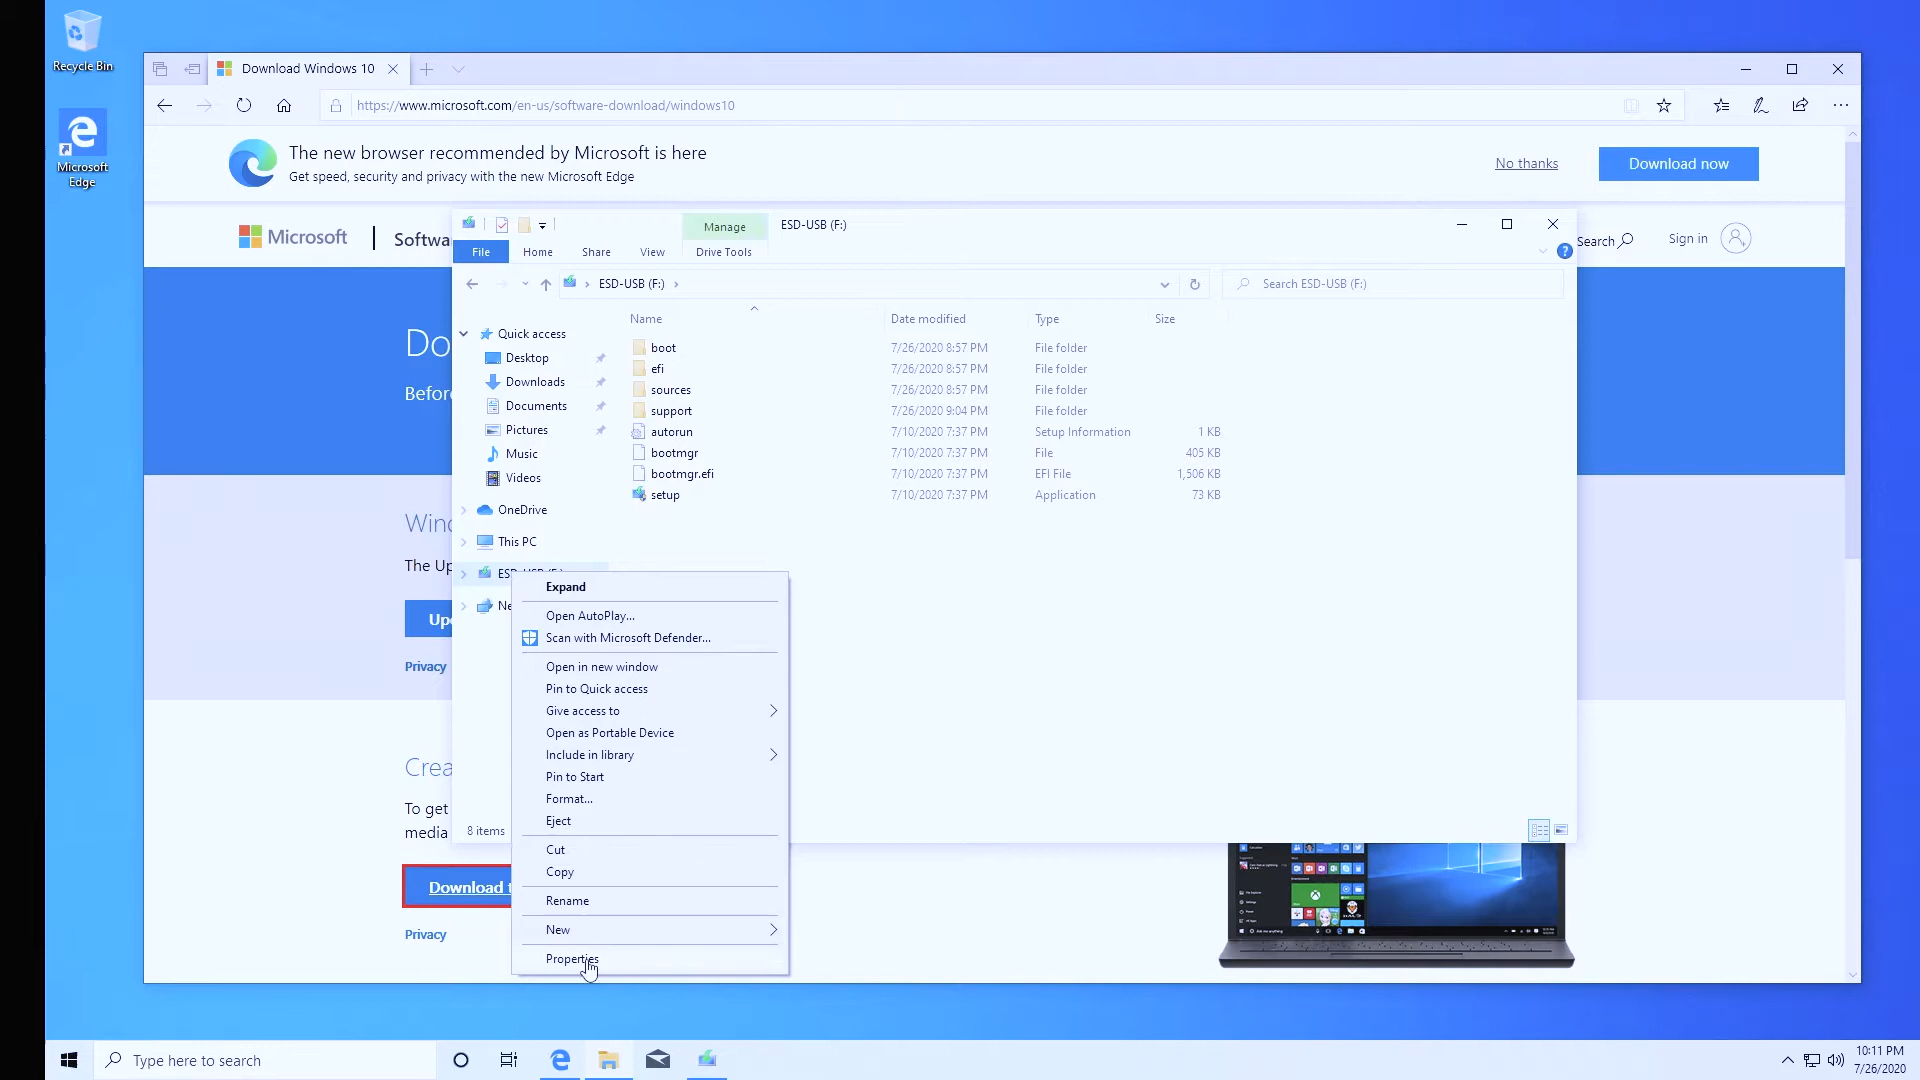 Recycle Bin
Microsoft
Edge
Download Windows 10
https://www.microsoft.com/en-us/software-download/windows10
The new browser recommended by Microsoft is here
Get speed, security and privacy with the new Microsoft Edge
No thanks
Download now
Microsoft
Softwa
Search
Sign in
Manage
ESD-USB (F:)
File
Home
Share
View
Drive Tools
ESD-USB (F:)
Search ESD-USB (F:)
Name
Date modified
Type
Size
Quick access
Desktop
Downloads
Documents
Pictures
Music
Videos
OneDrive
This PC
ESD-USB (F:)
Ne
boot 7/26/2020 8:57 PM File folder
efi 7/26/2020 8:57 PM File folder
sources 7/26/2020 8:57 PM File folder
support 7/26/2020 9:04 PM File folder
autorun 7/10/2020 7:37 PM Setup Information 1 KB
bootmgr 7/10/2020 7:37 PM File 405 KB
bootmgr.efi 7/10/2020 7:37 PM EFI File 1,506 KB
setup 7/10/2020 7:37 PM Application 73 KB
8 items
Do
Befor
Wind
The Up
Up
Privacy
Crea
To get
media
Download t
Privacy
Expand
Open AutoPlay...
Scan with Microsoft Defender...
Open in new window
Pin to Quick access
Give access to
Open as Portable Device
Include in library
Pin to Start
Format...
Eject
Cut
Copy
Rename
New
Properties
Type here to search
10:11 PM
7/26/2020